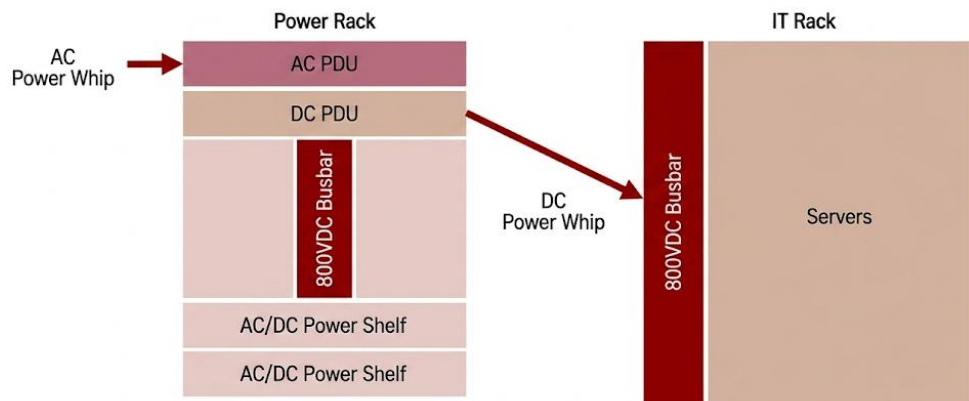 Power Rack
IT Rack
AC
Power Whip
AC PDU
DC PDU
800VDC Busbar
DC
Power Whip
800VDC Busbar
Servers
AC/DC Power Shelf
AC/DC Power Shelf